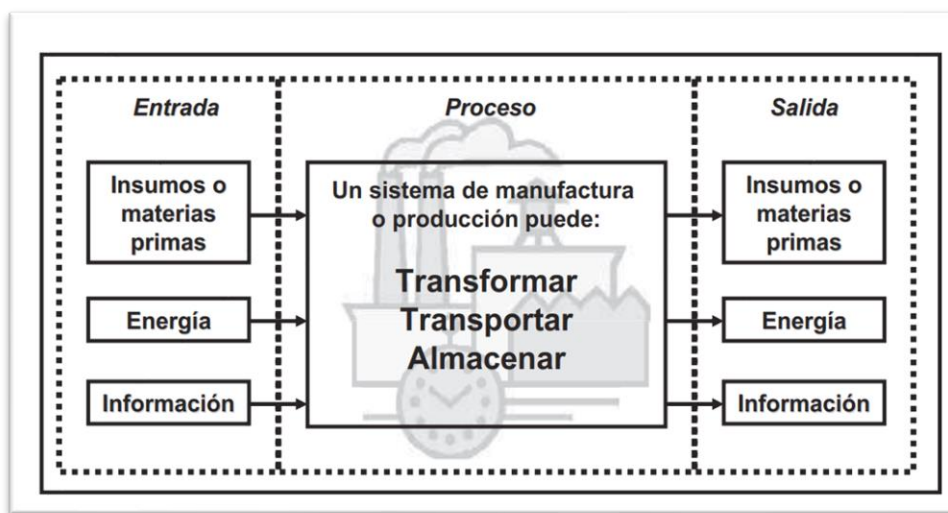 Entrada
Insumos o
materias
primas
Energía
Información
Proceso
Un sistema de manufactura
o producción puede:
Transformar
Transportar
Almacenar
Salida
Insumos o
materias
primas
Energía
Información